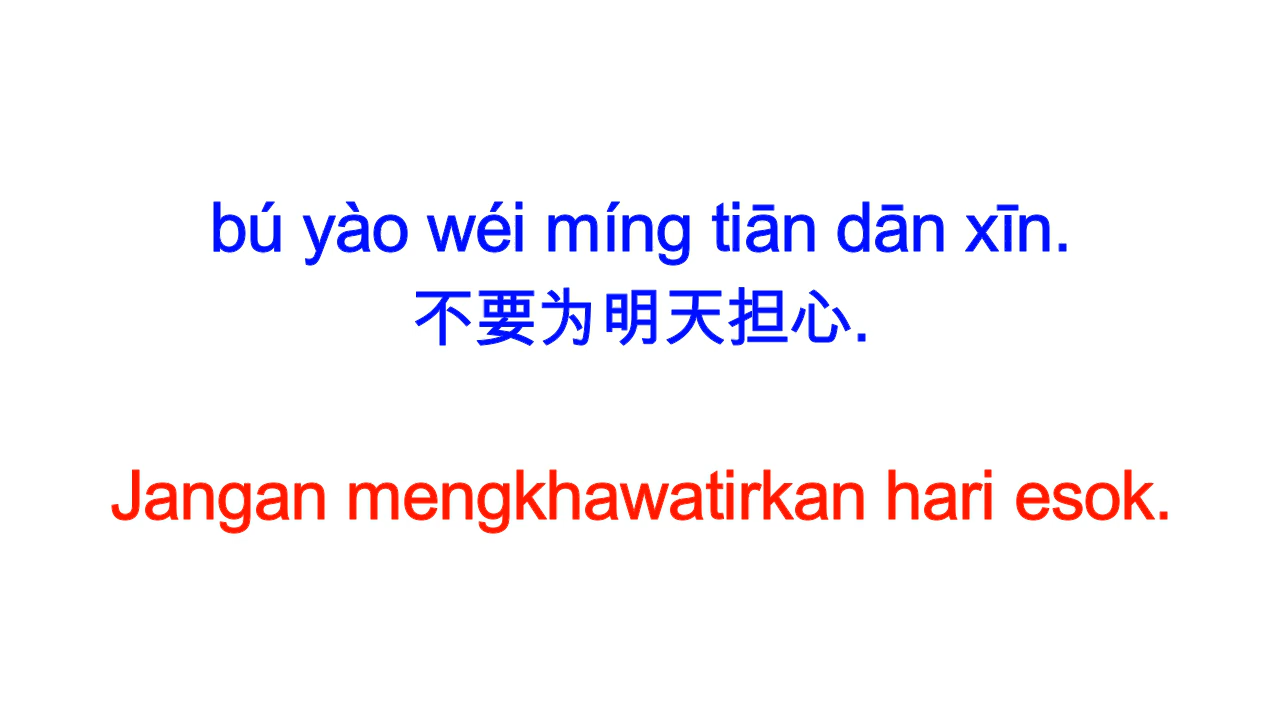 bú yào wéi míng tiān dān xīn.
不要为明天担心.
Jangan mengkhawatirkan hari esok.